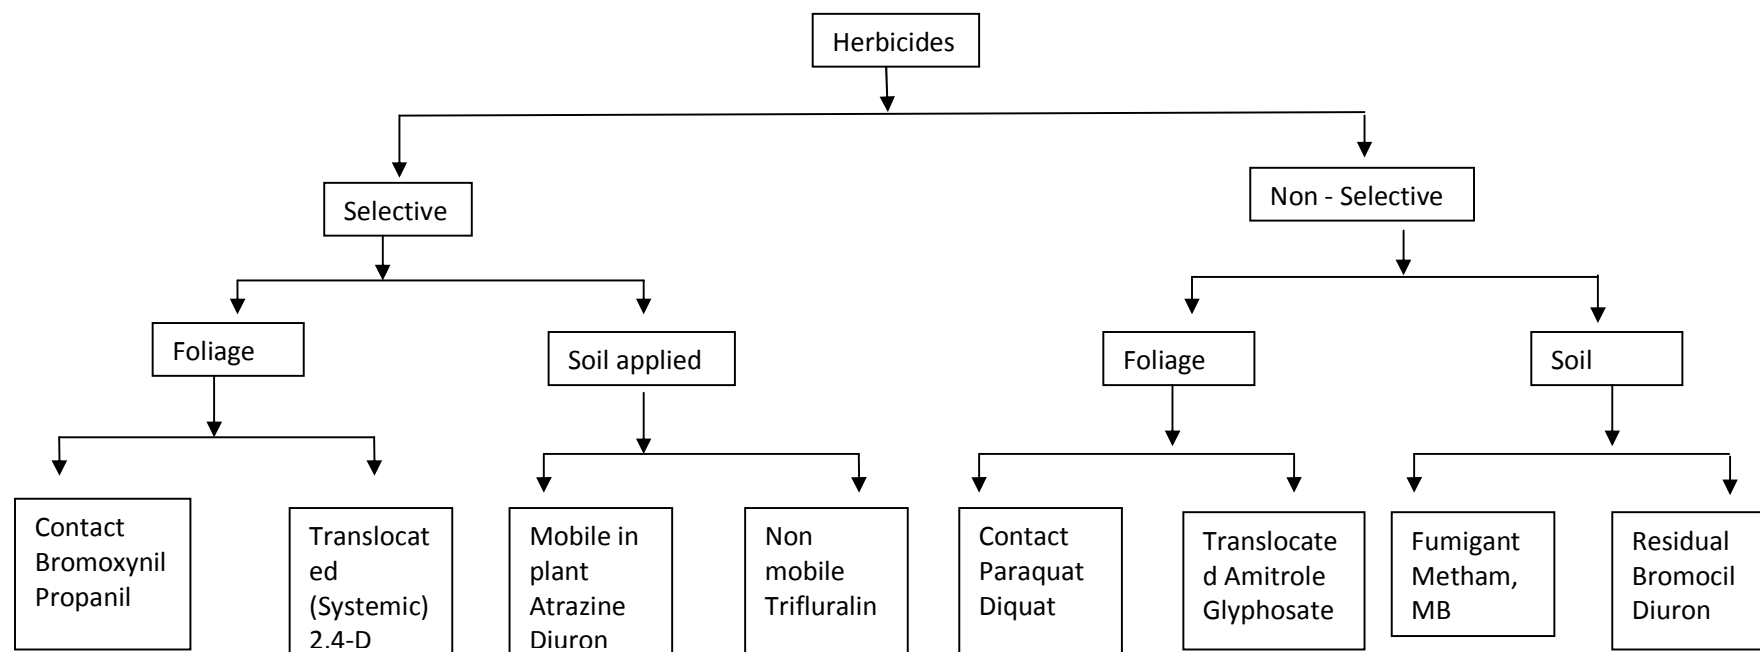 Herbicides
Selective
Non - Selective
Foliage
Soil applied
Foliage
Soil
Contact
Bromoxynil
Propanil
Translocat
ed
(Systemic)
2.4-D
Mobile in
plant
Atrazine
Diuron
Non
mobile
Trifluralin
Contact
Paraquat
Diquat
Translocate
d Amitrole
Glyphosate
Fumigant
Metham,
MB
Residual
Bromocil
Diuron